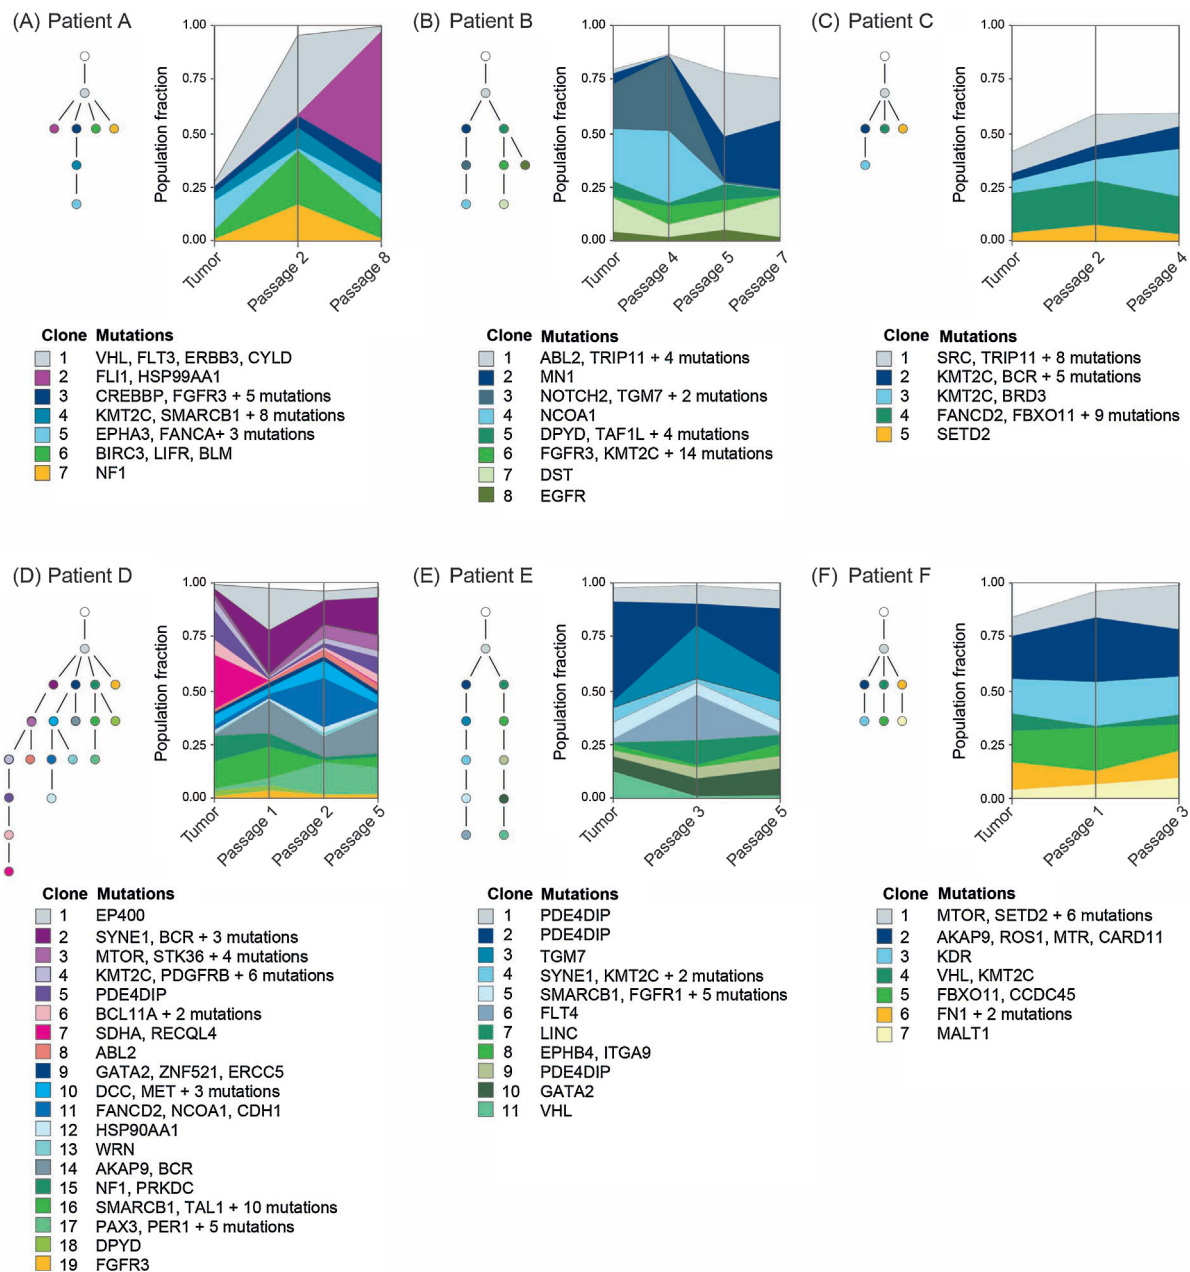 (A) Patient A
Population fraction
1.00
0.75
0.50
0.25
0.00
Tumor
Passage 2
Passage 8
Clone Mutations
1 VHL, FLT3, ERBB3, CYLD
2 FLI1, HSP99AA1
3 CREBBP, FGFR3 + 5 mutations
4 KMT2C, SMARCB1 + 8 mutations
5 EPHA3, FANCA+ 3 mutations
6 BIRC3, LIFR, BLM
7 NF1
(B) Patient B
Population fraction
1.00
0.75
0.50
0.25
0.00
Tumor
Passage 4
Passage 5
Passage 7
Clone Mutations
1 ABL2, TRIP11 + 4 mutations
2 MN1
3 NOTCH2, TGM7 + 2 mutations
4 NCOA1
5 DPYD, TAF1L + 4 mutations
6 FGFR3, KMT2C + 14 mutations
7 DST
8 EGFR
(C) Patient C
Population fraction
1.00
0.75
0.50
0.25
0.00
Tumor
Passage 2
Passage 4
Clone Mutations
1 SRC, TRIP11 + 8 mutations
2 KMT2C, BCR + 5 mutations
3 KMT2C, BRD3
4 FANCD2, FBXO11 + 9 mutations
5 SETD2
(D) Patient D
Population fraction
1.00
0.75
0.50
0.25
0.00
Tumor
Passage 1
Passage 2
Passage 5
Clone Mutations
1 EP400
2 SYNE1, BCR + 3 mutations
3 MTOR, STK36 + 4 mutations
4 KMT2C, PDGFRB + 6 mutations
5 PDE4DIP
6 BCL11A + 2 mutations
7 SDHA, RECQL4
8 ABL2
9 GATA2, ZNF521, ERCC5
10 DCC, MET + 3 mutations
11 FANCD2, NCOA1, CDH1
12 HSP90AA1
13 WRN
14 AKAP9, BCR
15 NF1, PRKDC
16 SMARCB1, TAL1 + 10 mutations
17 PAX3, PER1 + 5 mutations
18 DPYD
19 FGFR3
(E) Patient E
Population fraction
1.00
0.75
0.50
0.25
0.00
Tumor
Passage 3
Passage 5
Clone Mutations
1 PDE4DIP
2 PDE4DIP
3 TGM7
4 SYNE1, KMT2C + 2 mutations
5 SMARCB1, FGFR1 + 5 mutations
6 FLT4
7 LINC
8 EPHB4, ITGA9
9 PDE4DIP
10 GATA2
11 VHL
(F) Patient F
Population fraction
1.00
0.75
0.50
0.25
0.00
Tumor
Passage 1
Passage 3
Clone Mutations
1 MTOR, SETD2 + 6 mutations
2 AKAP9, ROS1, MTR, CARD11
3 KDR
4 VHL, KMT2C
5 FBXO11, CCDC45
6 FN1 + 2 mutations
7 MALT1